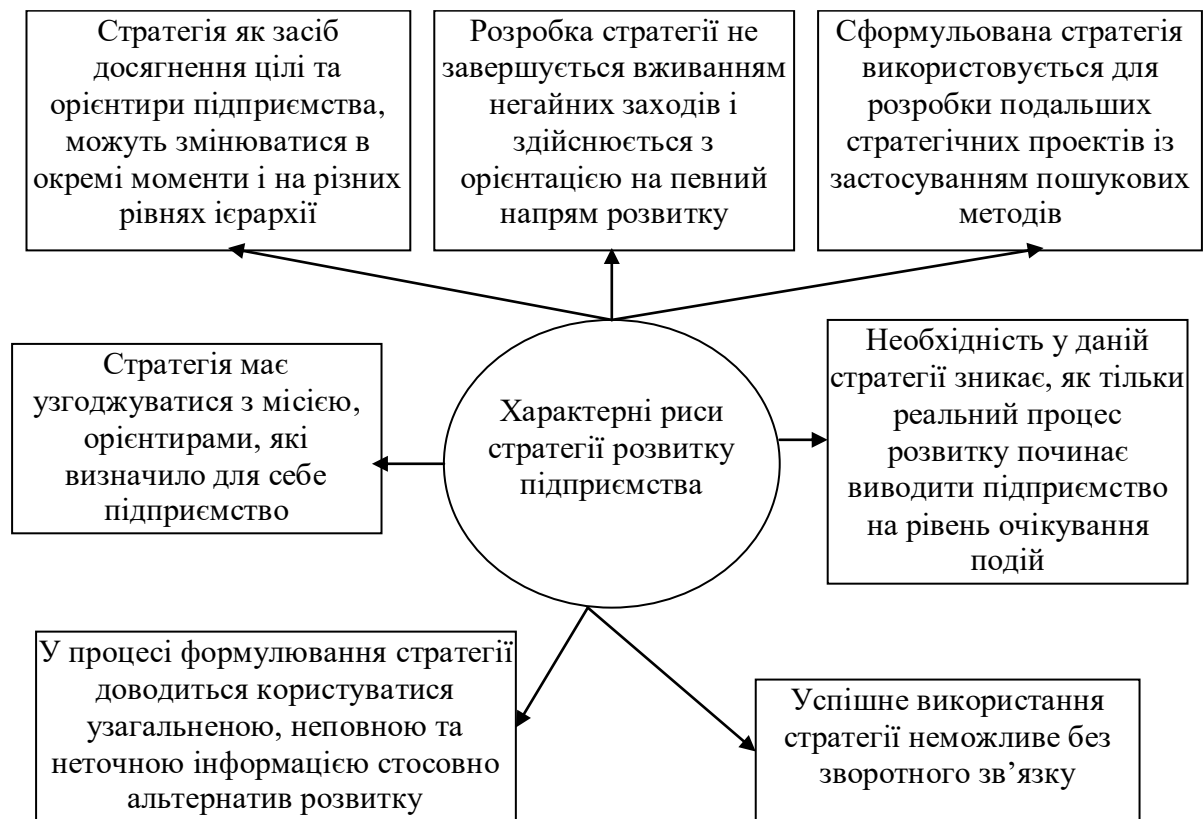 Стратегія як засіб
досягнення цілі та
орієнтири підприємства,
можуть змінюватися в
окремі моменти і на різних
рівнях ієрархії
Розробка стратегії не
завершується вживанням
негайних заходів і
здійснюється з
орієнтацією на певний
напрям розвитку
Сформульована стратегія
використовується для
розробки подальших
стратегічних проектів із
застосуванням пошукових
методів
Стратегія має
узгоджуватися з місією,
орієнтирами, які
визначило для себе
підприємство
Характерні риси
стратегії розвитку
підприємства
Необхідність у даній
стратегії зникає, як тільки
реальний процес
розвитку починає
виводити підприємство
на рівень очікування
подій
У процесі формулювання стратегії
доводиться користуватися
узагальненою, неповною та
неточною інформацією стосовно
альтернатив розвитку
Успішне використання
стратегії неможливе без
зворотного зв’язку